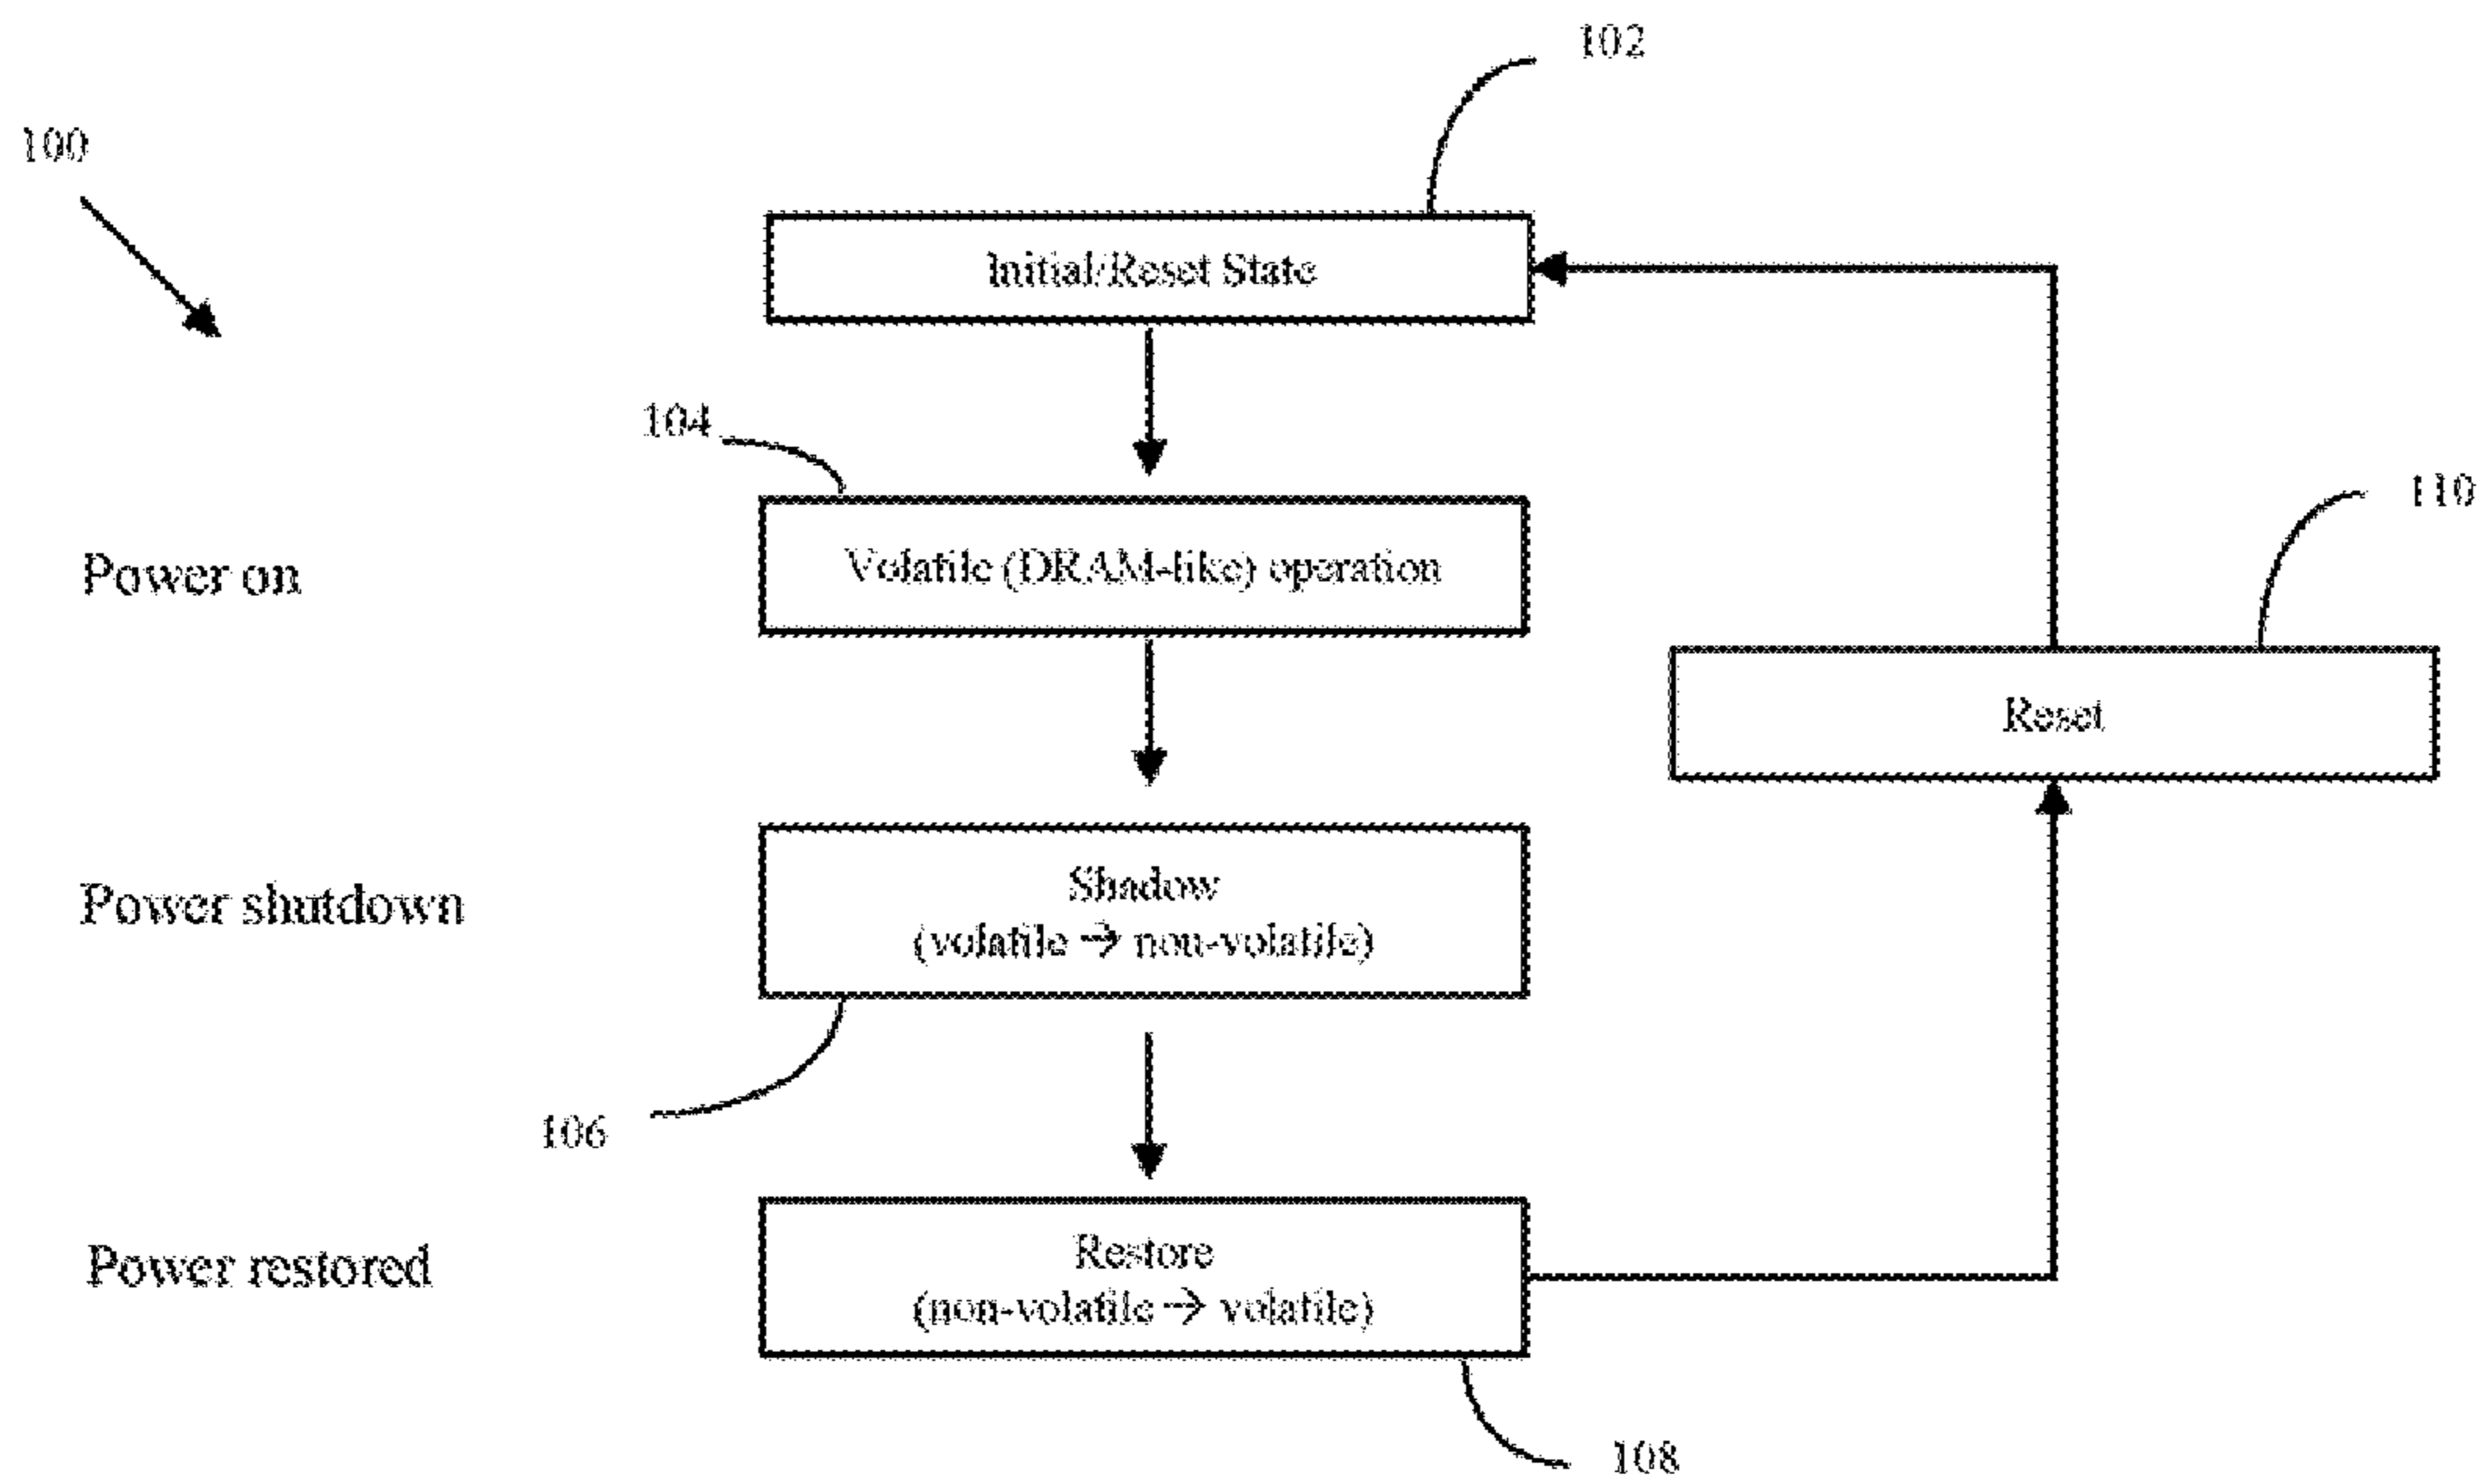 102
100
Initial/Reset State
104
110
Power on
Volatile (DRAM-like) operation
Reset
Power shutdown
Shadow
(volatile → non-volatile)
106
Power restored
Restore
(non-volatile → volatile)
108